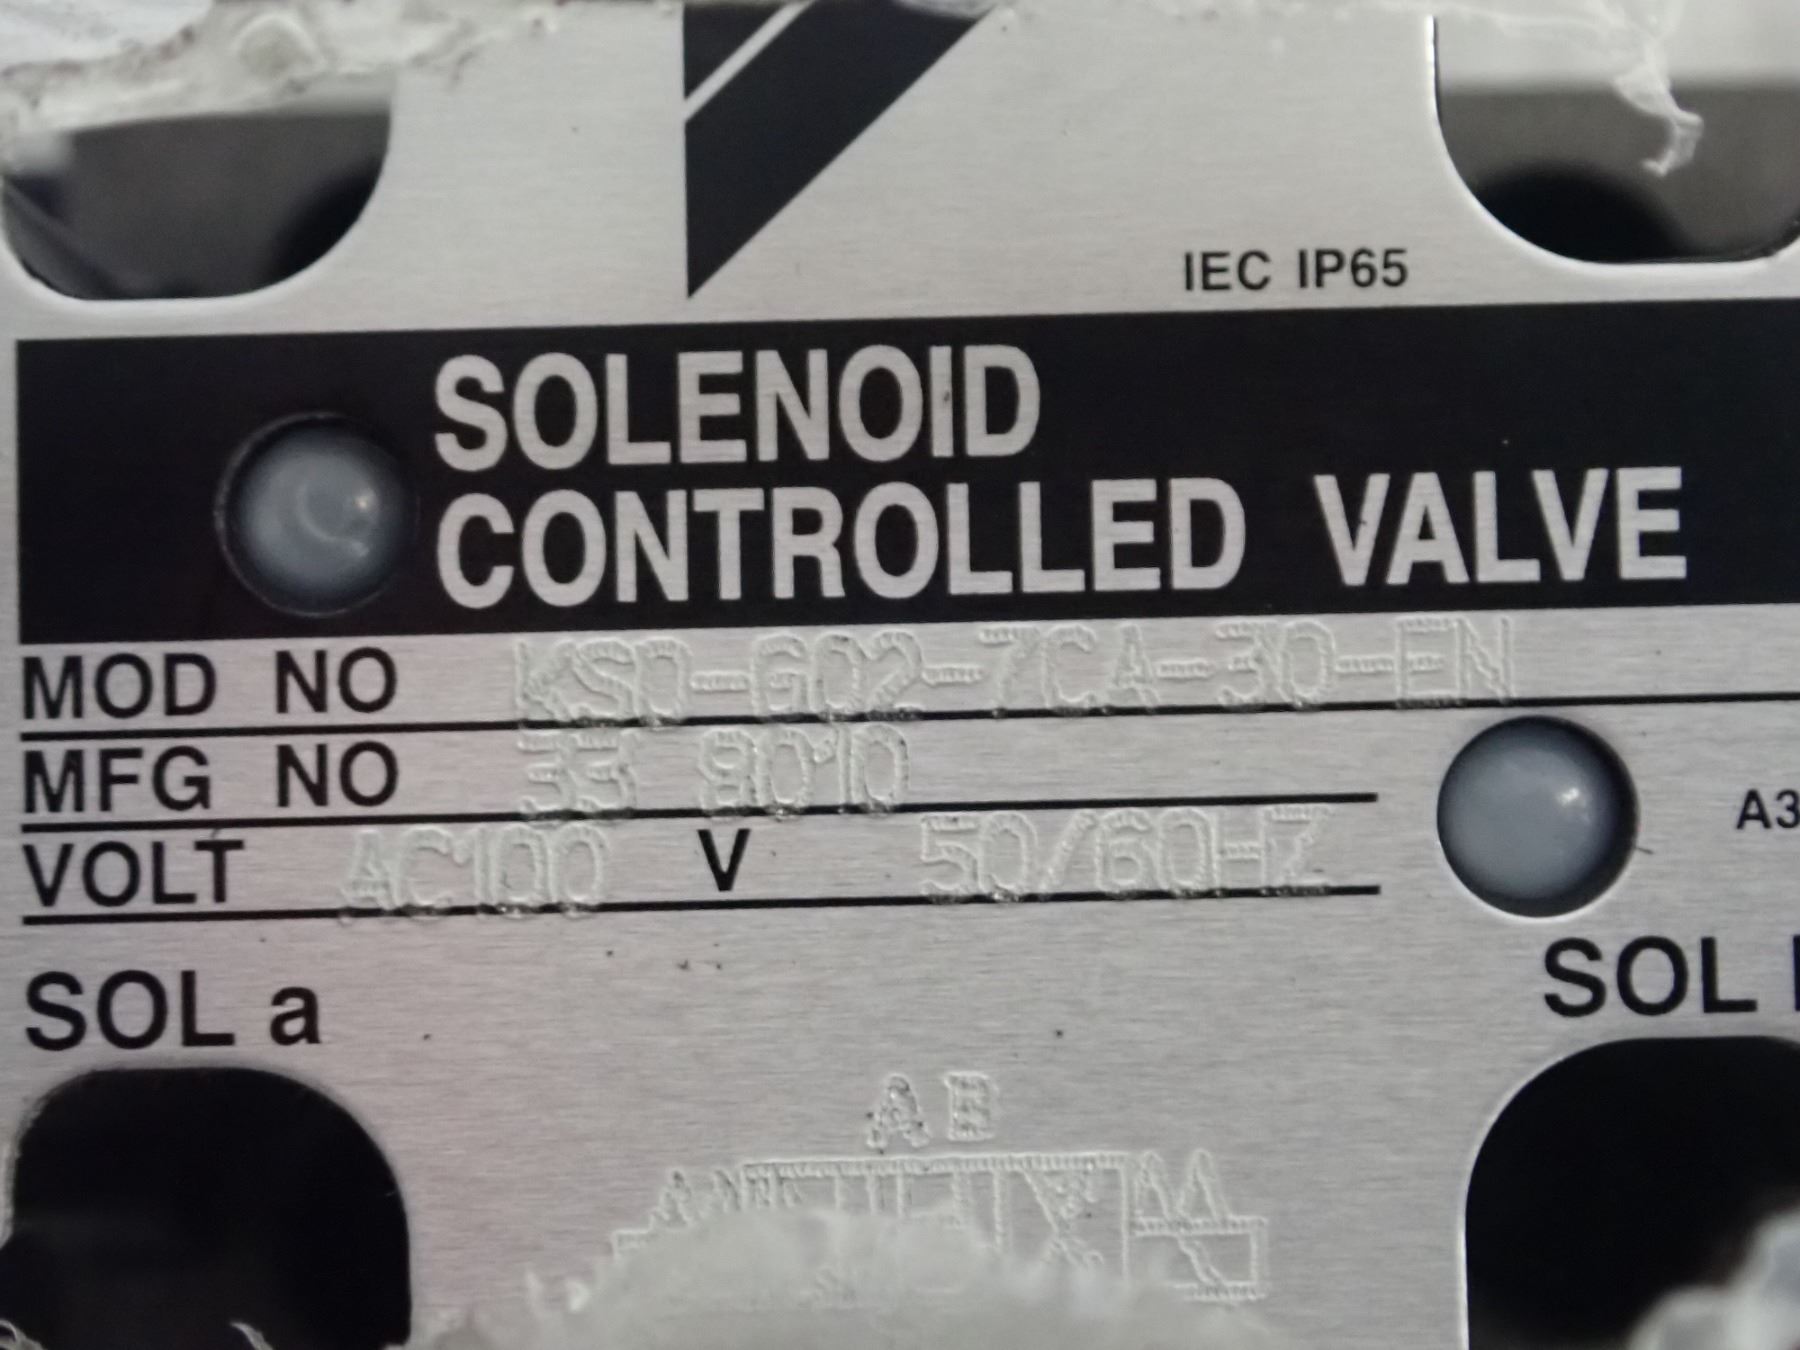 IEC IP65
SOLENOID
CONTROLLED VALVE
MOD NO KSO-G02-7CA-30-EN
MFG NO 33 8010
VOLT AC100 V 50/60HZ
A3
SOL a
SOL
A B